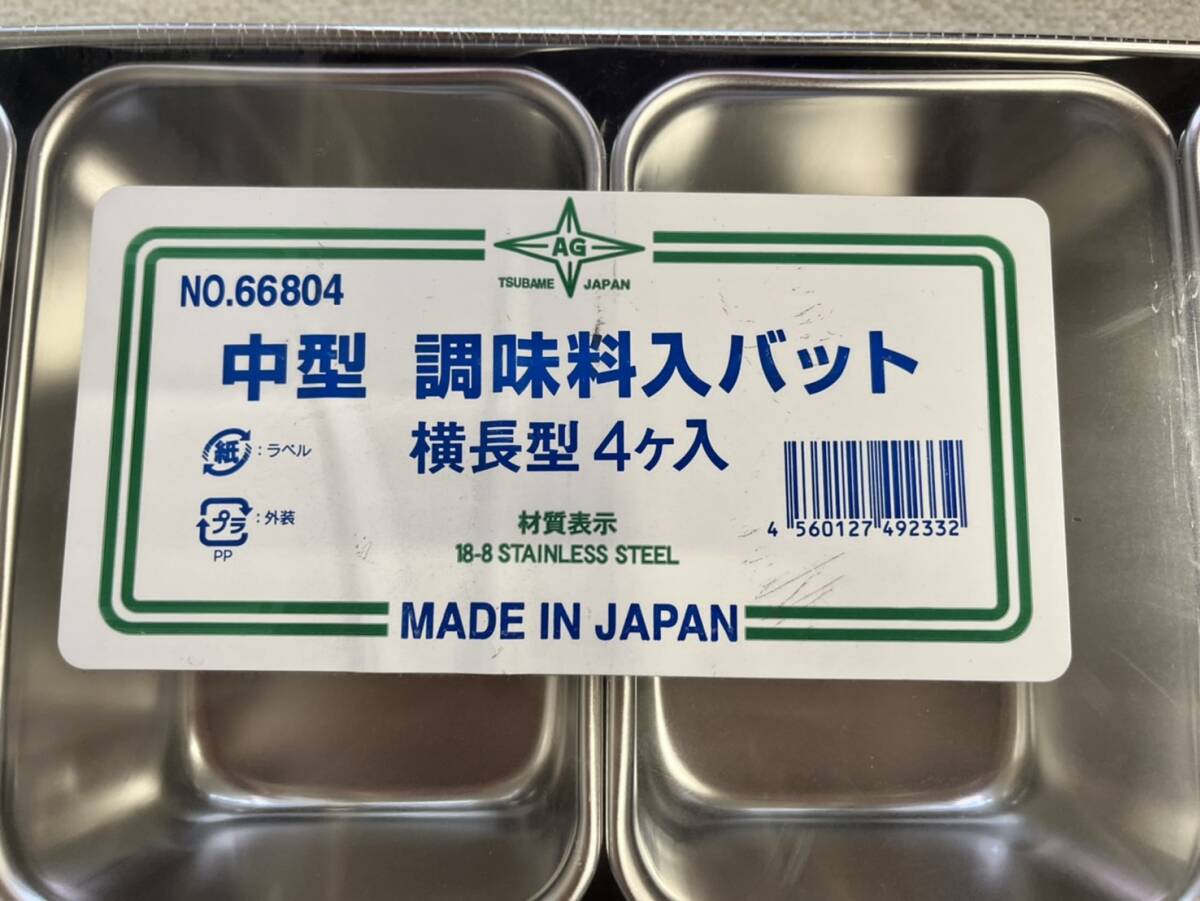 AG
TSUBAME JAPAN
NO.66804
中型 調味料入バット
横長型 4ヶ入
紙 : ラベル
プラ : 外装
PP
材質表示
18-8 STAINLESS STEEL
4 560127 492332
MADE IN JAPAN